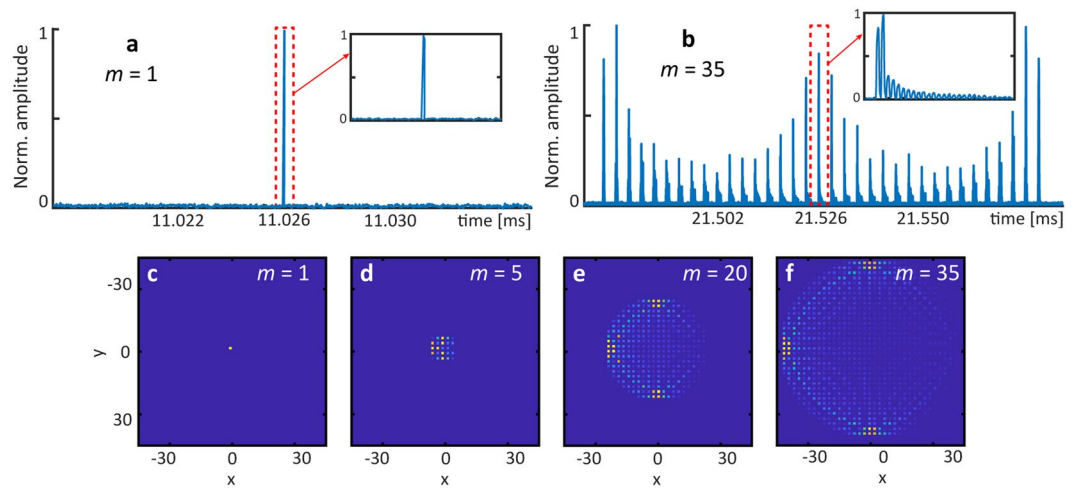 a
m = 1
Norm. amplitude
1
0
1
0
11.022
11.026
11.030
time [ms]
b
m = 35
Norm. amplitude
1
0
1
0
21.502
21.526
21.550
time [ms]
c
m = 1
d
m = 5
e
m = 20
f
m = 35
y
-30
0
30
-30
0
30
x
-30
0
30
x
-30
0
30
x
-30
0
30
x